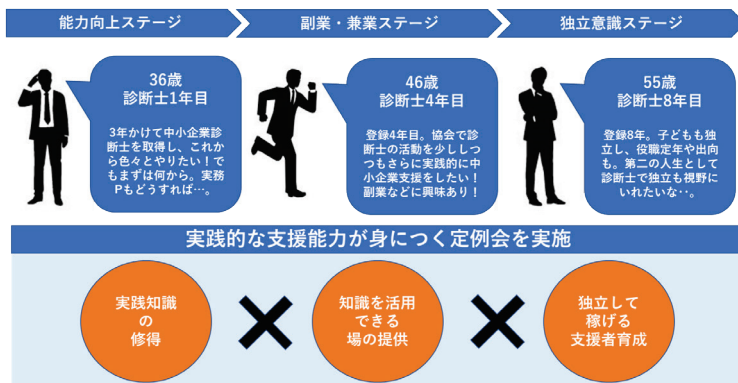 能力向上ステージ
副業・兼業ステージ
独立意識ステージ
36歳
診断士1年目
3年かけて中小企業診
断士を取得し、これか
ら色々とやりたい！で
もまずは何から。実務
Pもどうすれば…。
46歳
診断士4年目
登録4年目。協会で診
断士の活動を少ししつ
つもさらに実践的に中
小企業支援をしたい！
副業などに興味あり！
55歳
診断士8年目
登録8年。子どもも独
立し、役職定年や出向
も。第二の人生として
診断士で独立も視野に
いれたいな‥。
実践的な支援能力が身につく定例会を実施
実践知識
の
修得
知識を活用
できる
場の提供
独立して
稼げる
支援者育成